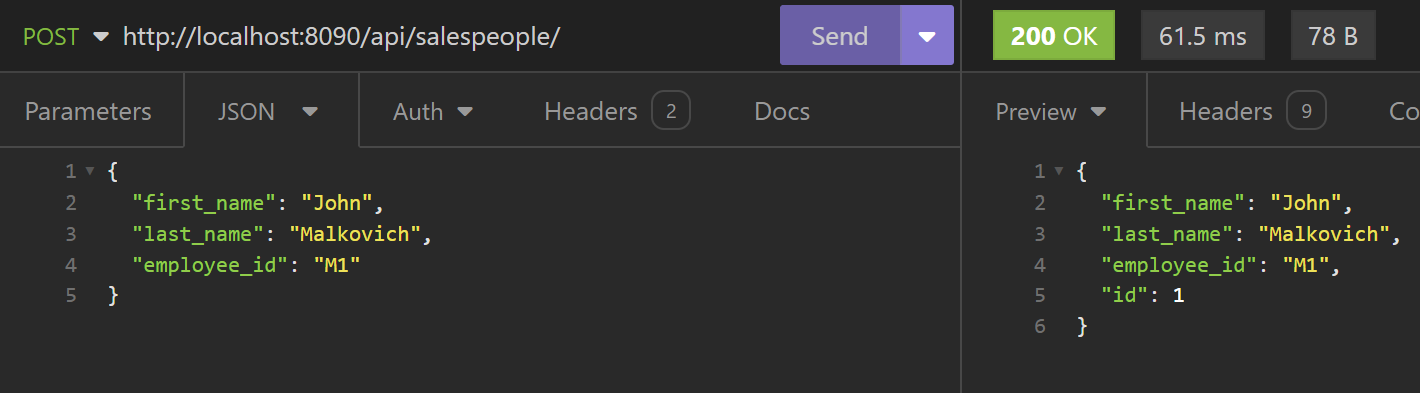 POST http://localhost:8090/api/salespeople/ Send 200 OK 61.5 ms 78 B
Parameters JSON Auth Headers 2 Docs Preview Headers 9 Co
1 {
2 "first_name": "John",
3 "last_name": "Malkovich",
4 "employee_id": "M1"
5 }
1 {
2 "first_name": "John",
3 "last_name": "Malkovich",
4 "employee_id": "M1",
5 "id": 1
6 }